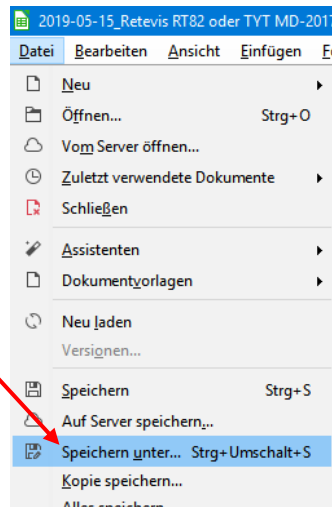 2019-05-15_Retevis RT82 oder TYT MD-2017
Datei Bearbeiten Ansicht Einfügen
Neu
Öffnen... Strg+O
Vom Server öffnen...
Zuletzt verwendete Dokumente
Schließen
Assistenten
Dokumentvorlagen
Neu laden
Versionen...
Speichern Strg+S
Auf Server speichern...
Speichern unter... Strg+Umschalt+S
Kopie speichern...
Alles speichern